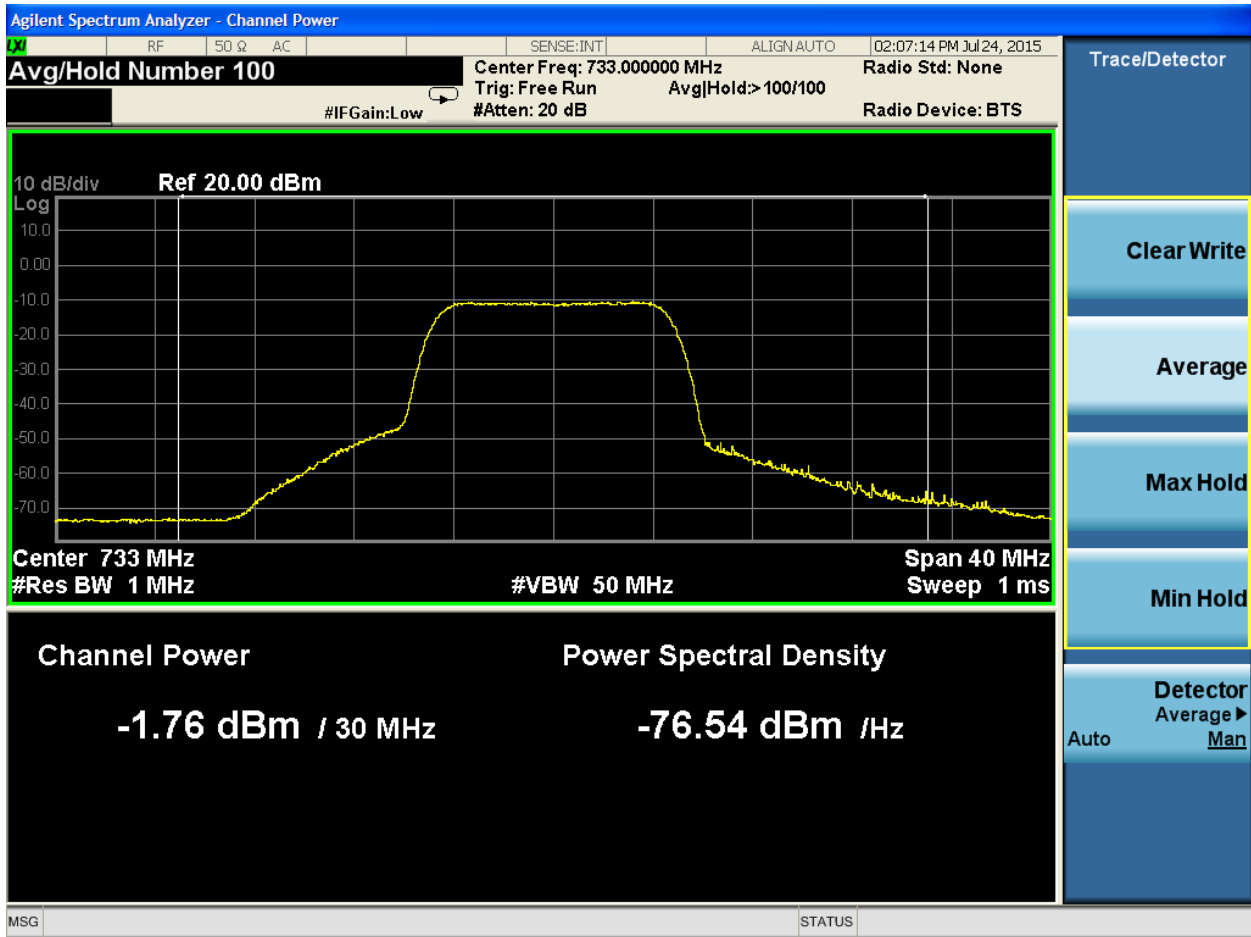 Agilent Spectrum Analyzer - Channel Power
LXI RF 50 Ω AC SENSE:INT ALIGN AUTO 02:07:14 PM Jul 24, 2015
Avg/Hold Number 100
Center Freq: 733.000000 MHz
Radio Std: None
Trig: Free Run Avg|Hold:> 100/100
#IFGain:Low
#Atten: 20 dB
Radio Device: BTS
10 dB/div Ref 20.00 dBm
Log
10.0
0.00
-10.0
-20.0
-30.0
-40.0
-50.0
-60.0
-70.0
Center 733 MHz Span 40 MHz
#Res BW 1 MHz #VBW 50 MHz Sweep 1 ms
Channel Power Power Spectral Density
-1.76 dBm / 30 MHz -76.54 dBm /Hz
Trace/Detector
Clear Write
Average
Max Hold
Min Hold
Detector
Average▶
Auto Man
MSG STATUS